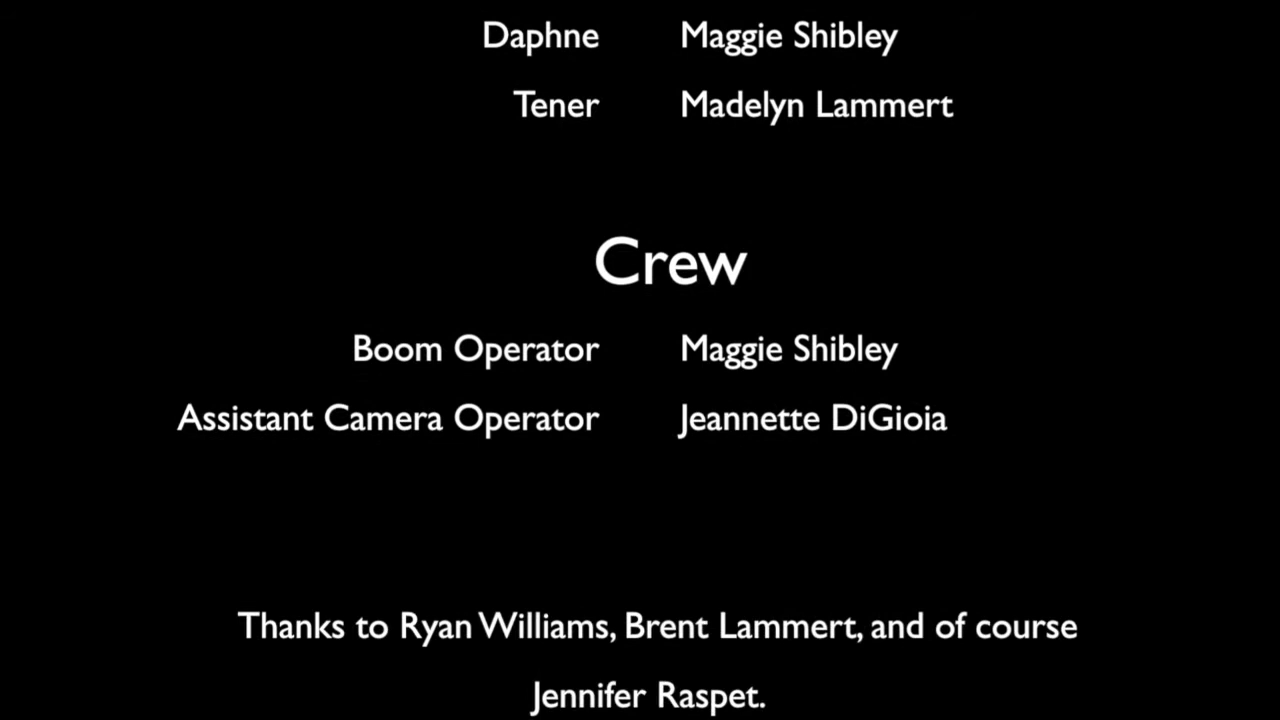 Daphne Maggie Shibley
Tener Madelyn Lammert
Crew
Boom Operator Maggie Shibley
Assistant Camera Operator Jeannette DiGioia
Thanks to Ryan Williams, Brent Lammert, and of course
Jennifer Raspet.